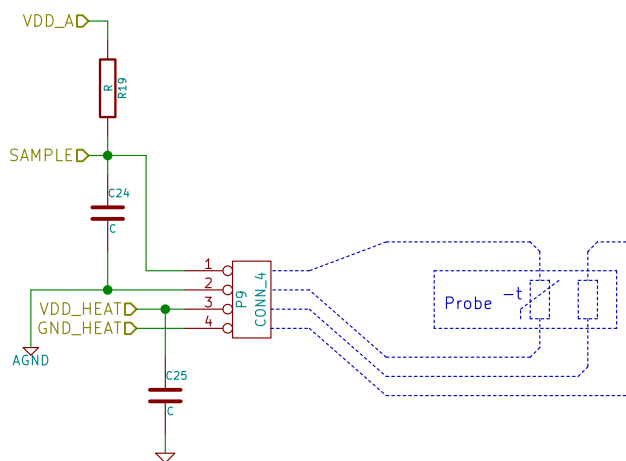 VDD_A
R
R19
SAMPLE
C24
C
1
2
3
4
P9
CONN_4
VDD_HEAT
GND_HEAT
AGND
C25
C
Probe
-t